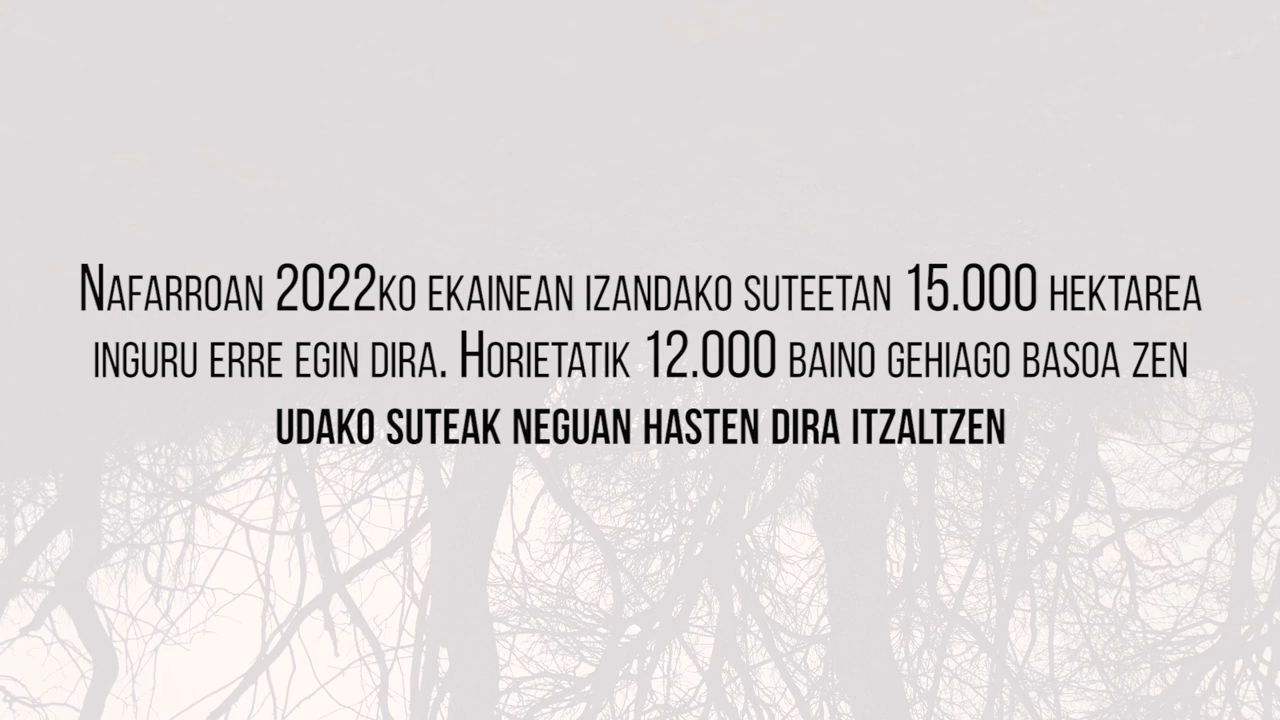 Nafarroan 2022ko ekainean izandako suteetan 15.000 hektarea
inguru erre egin dira. Horietatik 12.000 baino gehiago basoa zen
udako suteak neguan hasten dira itzaltzen